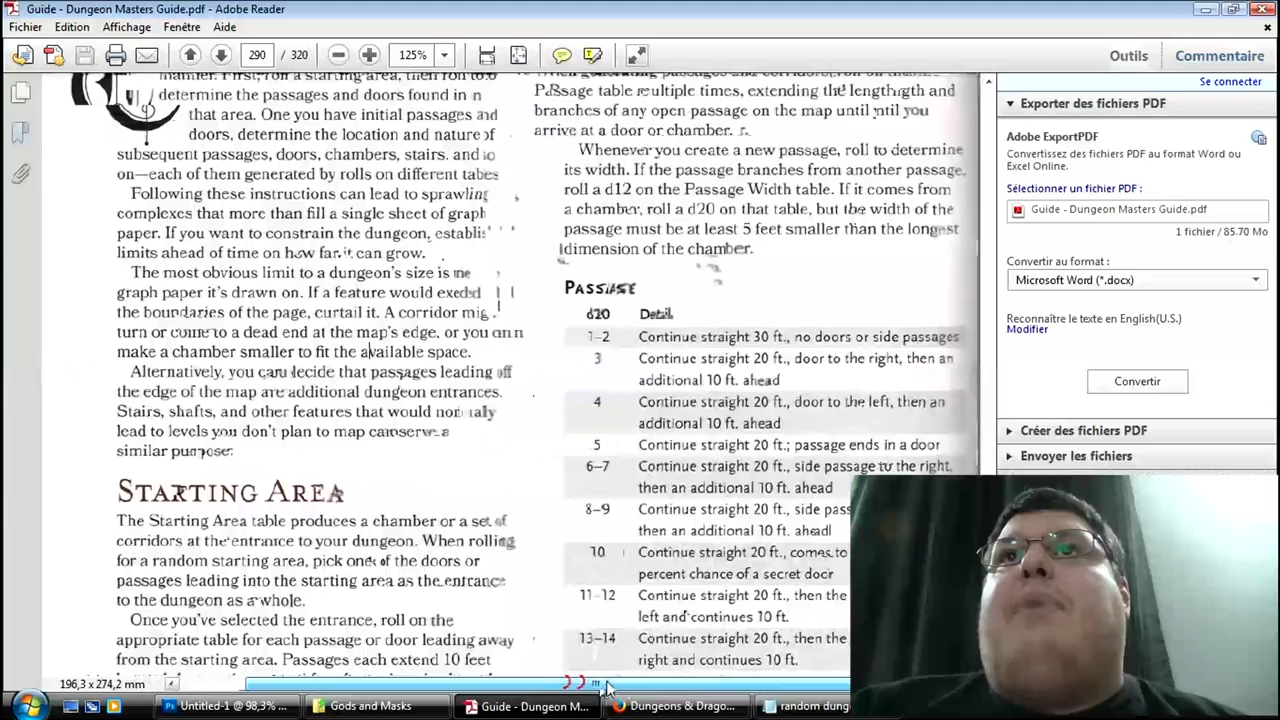 Guide - Dungeon Masters Guide.pdf - Adobe Reader
Fichier Edition Affichage Fenêtre Aide
290 / 320 125% Outils Commentaire
determine the passages and doors found in
that area. One you have initial passages and
doors, determine the location and nature of
subsequent passages, doors, chambers, stairs. and
on—each of them generated by rolls on different
Following these instructions can lead to sprawling
complexes that more than fill a single sheet of graph
paper. If you want to constrain the dungeon,
limits ahead of time on how far it can grow.
The most obvious limit to a dungeon's size is
graph paper it's drawn on. If a feature would exceed
the boundaries of the page, curtail it. A corridor
turn or come to a dead end at the map's edge, or you
make a chamber smaller to fit the available space.
Alternatively, you can decide that passages leading off
the edge of the map are additional dungeon entrances.
Stairs, shafts, and other features that would
lead to levels you don't plan to map can serve a
similar purpose.
STARTING AREA
The Starting Area table produces a chamber or a set of
corridors at the entrance to your dungeon. When rolling
for a random starting area, pick one of the doors or
passages leading into the starting area as the entrance
to the dungeon as a whole.
Once you've selected the entrance, roll on the
appropriate table for each passage or door leading away
from the starting area. Passages each extend 10 feet
Passage table multiple times, extending the length and
branches of any open passage on the map until you
arrive at a door or chamber.
Whenever you create a new passage, roll to determine
its width. If the passage branches from another passage,
roll a d12 on the Passage Width table. If it comes from
a chamber, roll a d20 on that table, but the width of the
passage must be at least 5 feet smaller than the longest
dimension of the chamber.
PASSAGE
d20 Detail
1–2 Continue straight 30 ft., no doors or side passages
3 Continue straight 20 ft., door to the right, then an
additional 10 ft. ahead
4 Continue straight 20 ft., door to the left, then an
additional 10 ft. ahead
5 Continue straight 20 ft.; passage ends in a door
6–7 Continue straight 20 ft., side passage to the right,
then an additional 10 ft. ahead
8–9 Continue straight 20 ft., side
then an additional 10 ft. ahead
10 Continue straight 20 ft., comes to
percent chance of a secret door
11–12 Continue straight 20 ft., then the
left and continues 10 ft.
13–14 Continue straight 20 ft., then the
right and continues 10 ft.
Se connecter
Exporter des fichiers PDF
Adobe ExportPDF
Convertissez des fichiers PDF au format Word ou
Excel Online.
Sélectionner un fichier PDF :
Guide - Dungeon Masters Guide.pdf
1 fichier / 85.70 Mo
Convertir au format :
Microsoft Word (*.docx)
Reconnaître le texte en English(U.S.)
Modifier
Convertir
Créer des fichiers PDF
Envoyer les fichiers
196,3 x 274,2 mm
Untitled-1 @ 98,3%... Gods and Masks Guide - Dungeon M... Dungeons & Drago... random dung